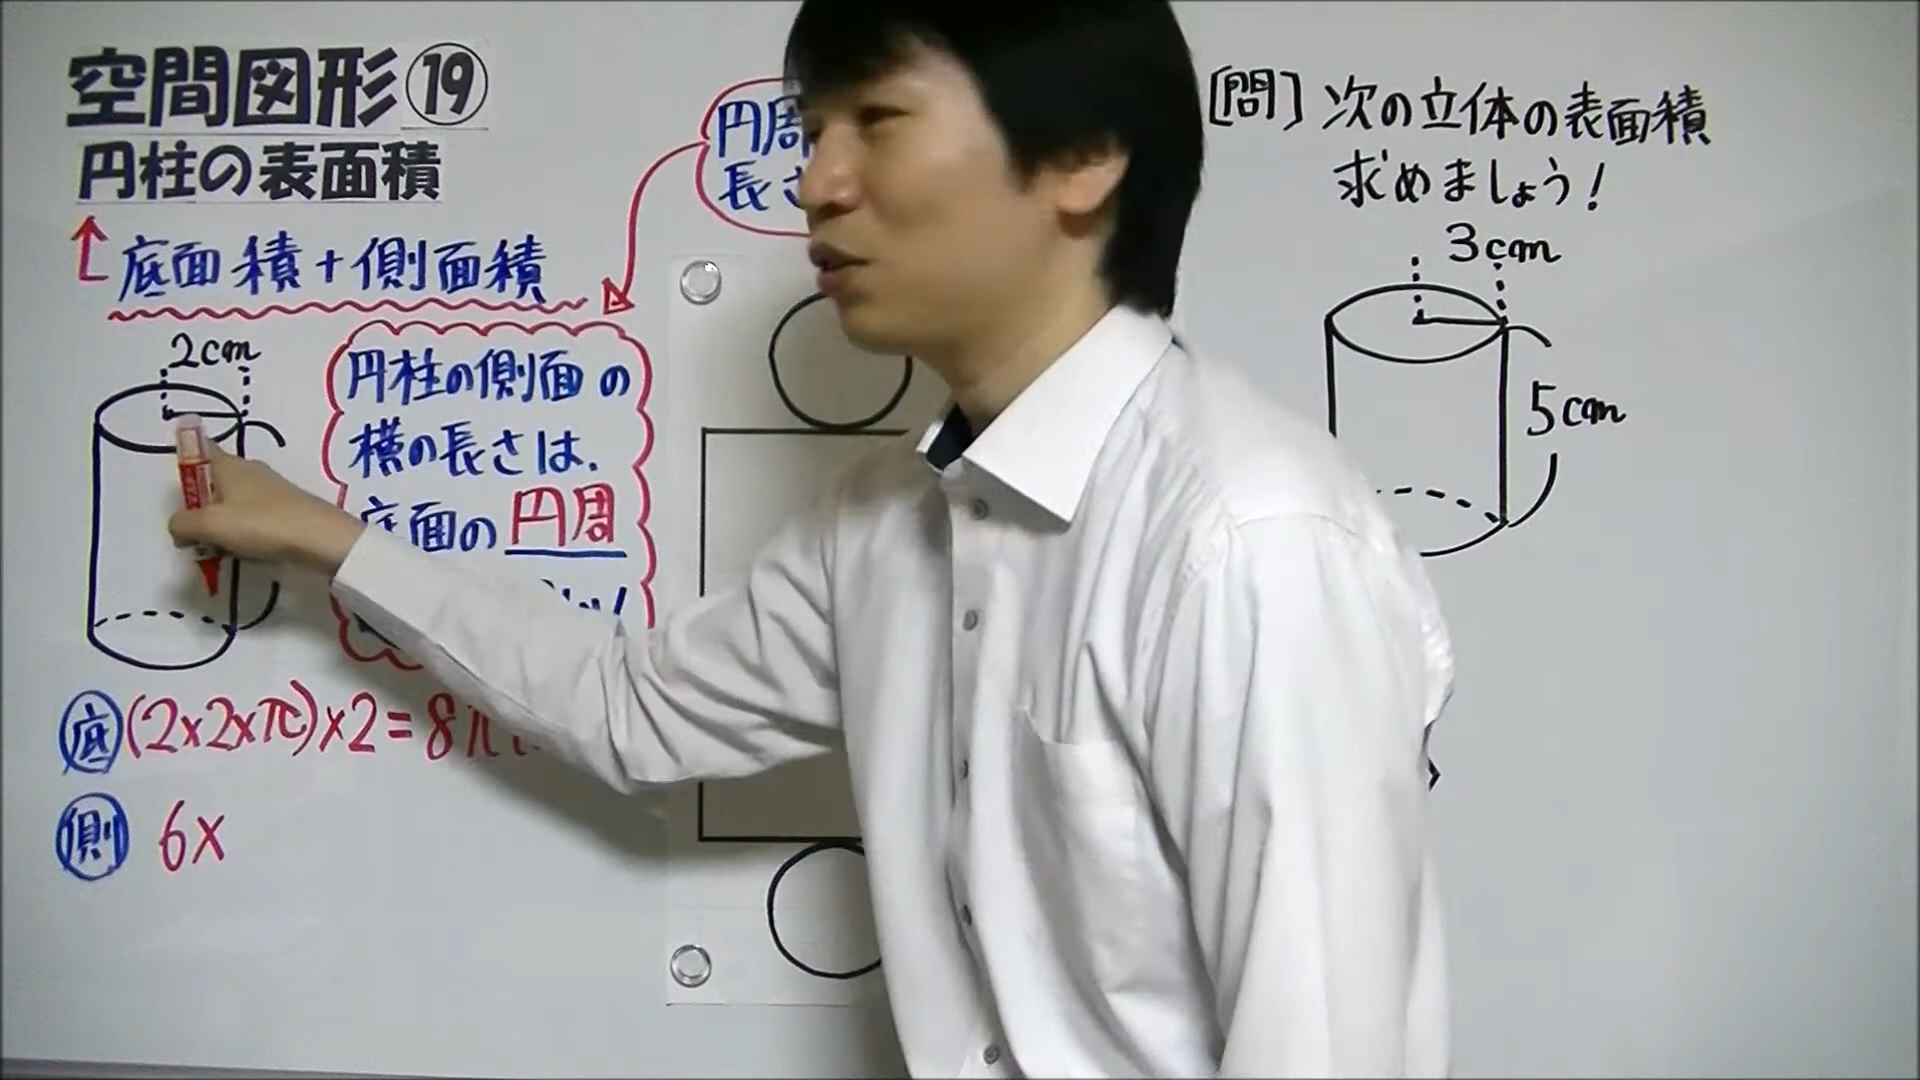 空間図形⑲
円柱の表面積
底面積+側面積
2cm
円柱の側面の
横の長さは.
底面の円周
底 (2×2×π)×2=8π
側 6×
円周
長さ
[問] 次の立体の表面積
求めましょう!
3cm
5cm